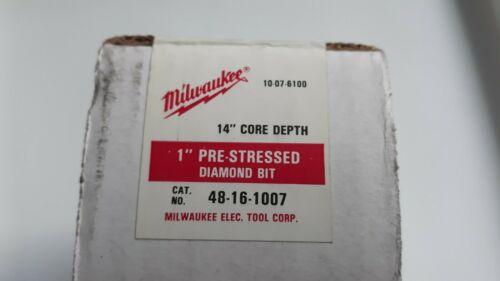 Milwaukee®
10-07-6100
14" CORE DEPTH
1" PRE-STRESSED
DIAMOND BIT
CAT. NO. 48-16-1007
MILWAUKEE ELEC. TOOL CORP.